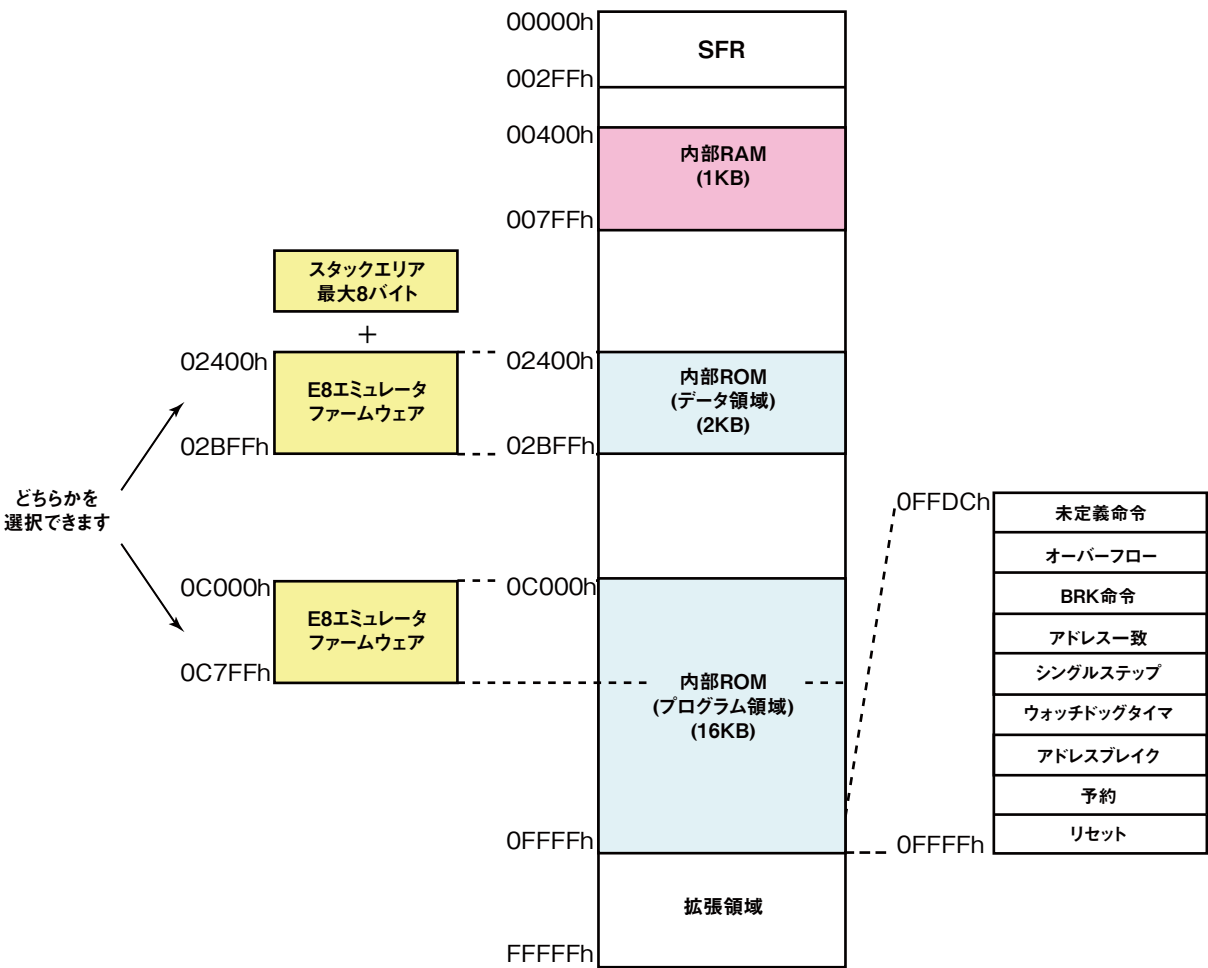 00000h
SFR
002FFh
00400h
内部RAM
(1KB)
007FFh
スタックエリア
最大8バイト
+
02400h
E8エミュレータ
ファームウェア
02BFFh
02400h
内部ROM
(データ領域)
(2KB)
02BFFh
どちらかを
選択できます
0C000h
E8エミュレータ
ファームウェア
0C7FFh
0C000h
内部ROM
(プログラム領域)
(16KB)
0FFFFh
拡張領域
FFFFFh
0FFDCh
未定義命令
オーバーフロー
BRK命令
アドレス一致
シングルステップ
ウォッチドッグタイマ
アドレスブレイク
予約
リセット
0FFFFh